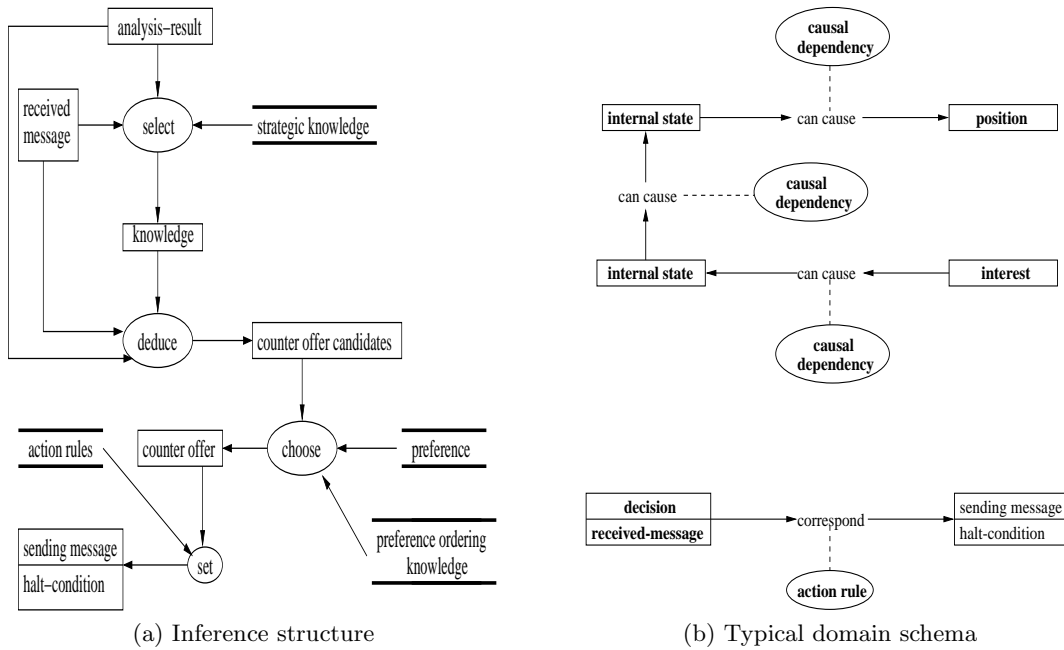 analysis-result
received
message
select
strategic knowledge
knowledge
deduce
counter offer candidates
action rules
counter offer
choose
preference
preference ordering
knowledge
sending message
halt-condition
set
(a) Inference structure
causal
dependency
internal state
can cause
position
can cause
causal
dependency
internal state
can cause
interest
causal
dependency
decision
received-message
correspond
sending message
halt-condition
action rule
(b) Typical domain schema